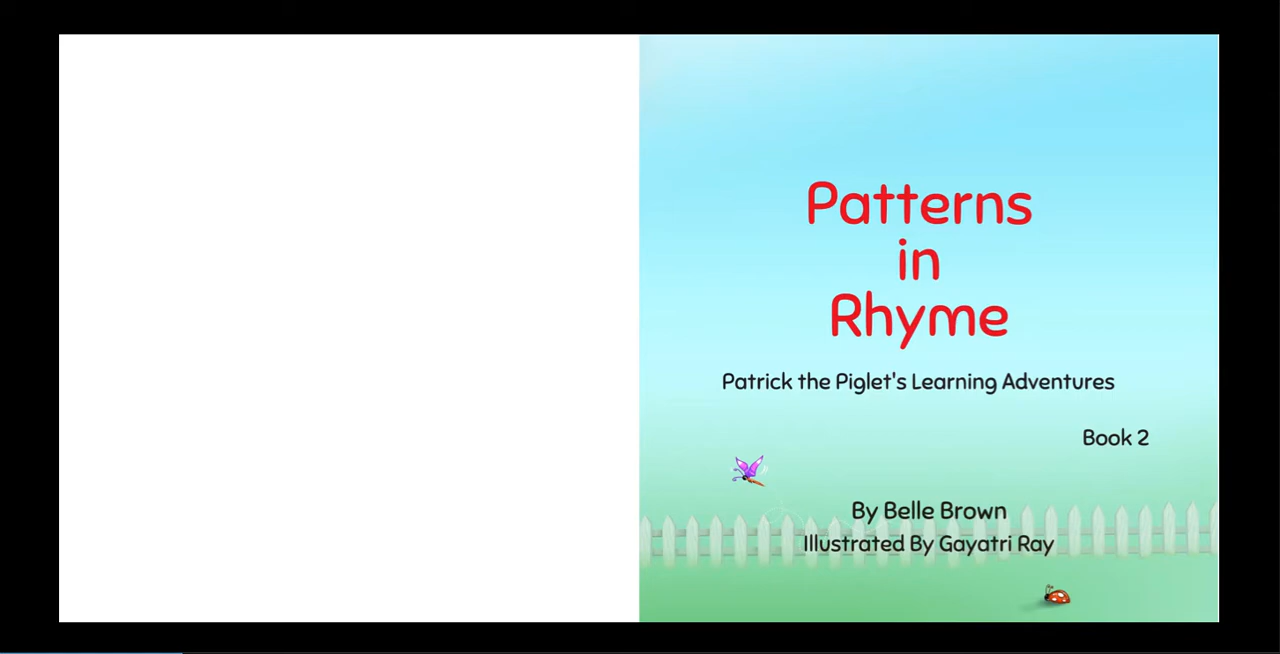 Patterns
in
Rhyme
Patrick the Piglet's Learning Adventures
Book 2
By Belle Brown
Illustrated By Gayatri Ray